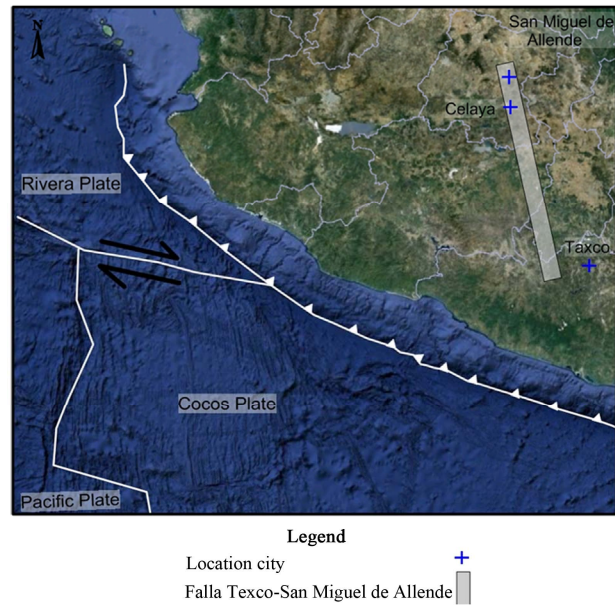 N
San Miguel de
Allende
Celaya
Rivera Plate
Taxco
Cocos Plate
Pacific Plate
Legend
Location city
Falla Texco-San Miguel de Allende